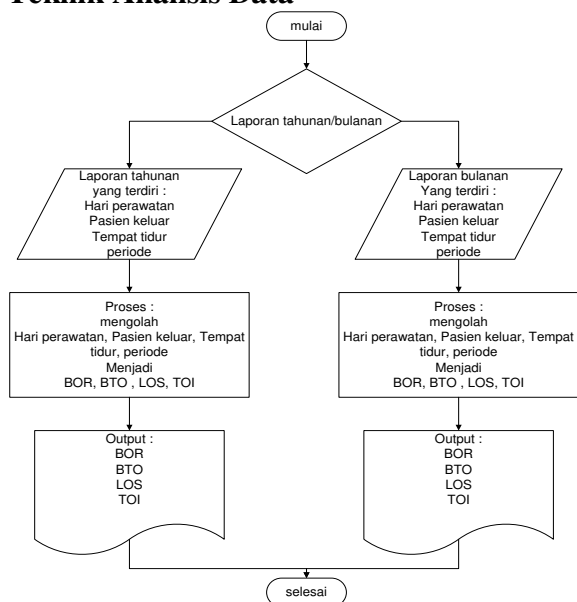 Teknik Analisis Data
mulai
Laporan tahunan/bulanan
Laporan tahunan
yang terdiri :
Hari perawatan
Pasien keluar
Tempat tidur
periode
Laporan bulanan
Yang terdiri :
Hari perawatan
Pasien keluar
Tempat tidur
periode
Proses :
mengolah
Hari perawatan, Pasien keluar, Tempat
tidur, periode
Menjadi
BOR, BTO , LOS, TOI
Proses :
mengolah
Hari perawatan, Pasien keluar, Tempat
tidur, periode
Menjadi
BOR, BTO , LOS, TOI
Output :
BOR
BTO
LOS
TOI
Output :
BOR
BTO
LOS
TOI
selesai